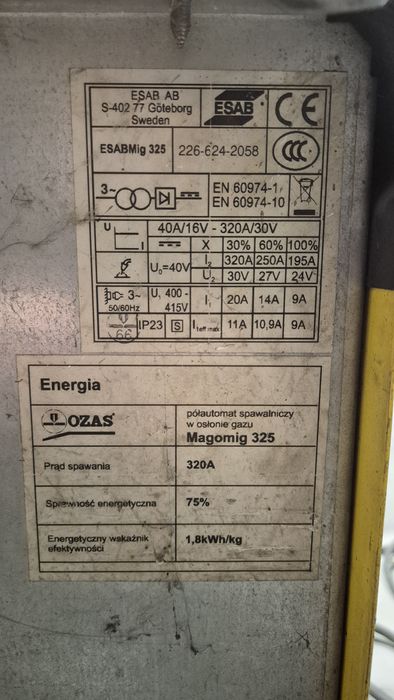 ESAB AB
S-402 77 Göteborg
Sweden
ESAB
CE
ESABMig 325
226-624-2058
CCC
3~
EN 60974-1
EN 60974-10
U
I
40A/16V - 320A/30V
X 30% 60% 100%
U₀=40V
I₂ 320A 250A 195A
U₂ 30V 27V 24V
3~
50/60Hz
U₁ 400-
415V
I₁ 20A 14A 9A
66
IP23
S
I₁eff max 11A 10,9A 9A
Energia
OZAS
półautomat spawalniczy
w osłonie gazu
Magomig 325
Prąd spawania
320A
Sprawność energetyczna
75%
Energetyczny wskaźnik
efektywności
1,8kWh/kg